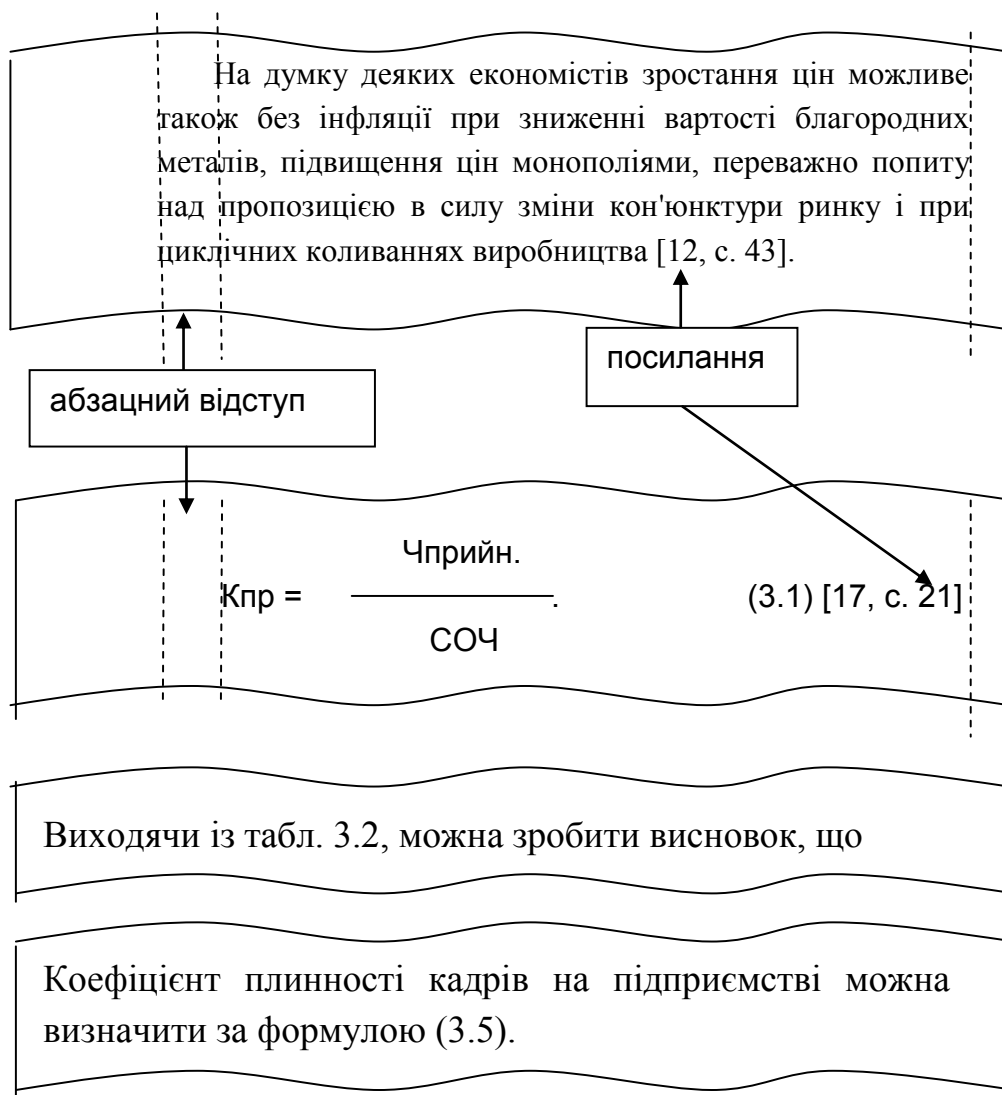 На думку деяких економістів зростання цін можливе
також без інфляції при зниженні вартості благородних
металів, підвищення цін монополіями, переважно попиту
над пропозицією в силу зміни кон'юнктури ринку і при
циклічних коливаннях виробництва [12, с. 43].
посилання
абзацний відступ
Чприйн.
Кпр = .
(3.1) [17, с. 21]
СОЧ
Виходячи із табл. 3.2, можна зробити висновок, що
Коефіцієнт плинності кадрів на підприємстві можна
визначити за формулою (3.5).